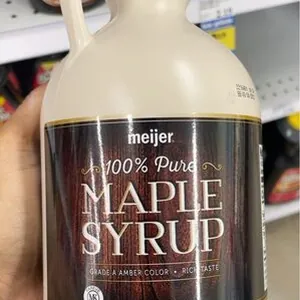 meijer
100% Pure
MAPLE
SYRUP
GRADE A AMBER COLOR • RICH TASTE